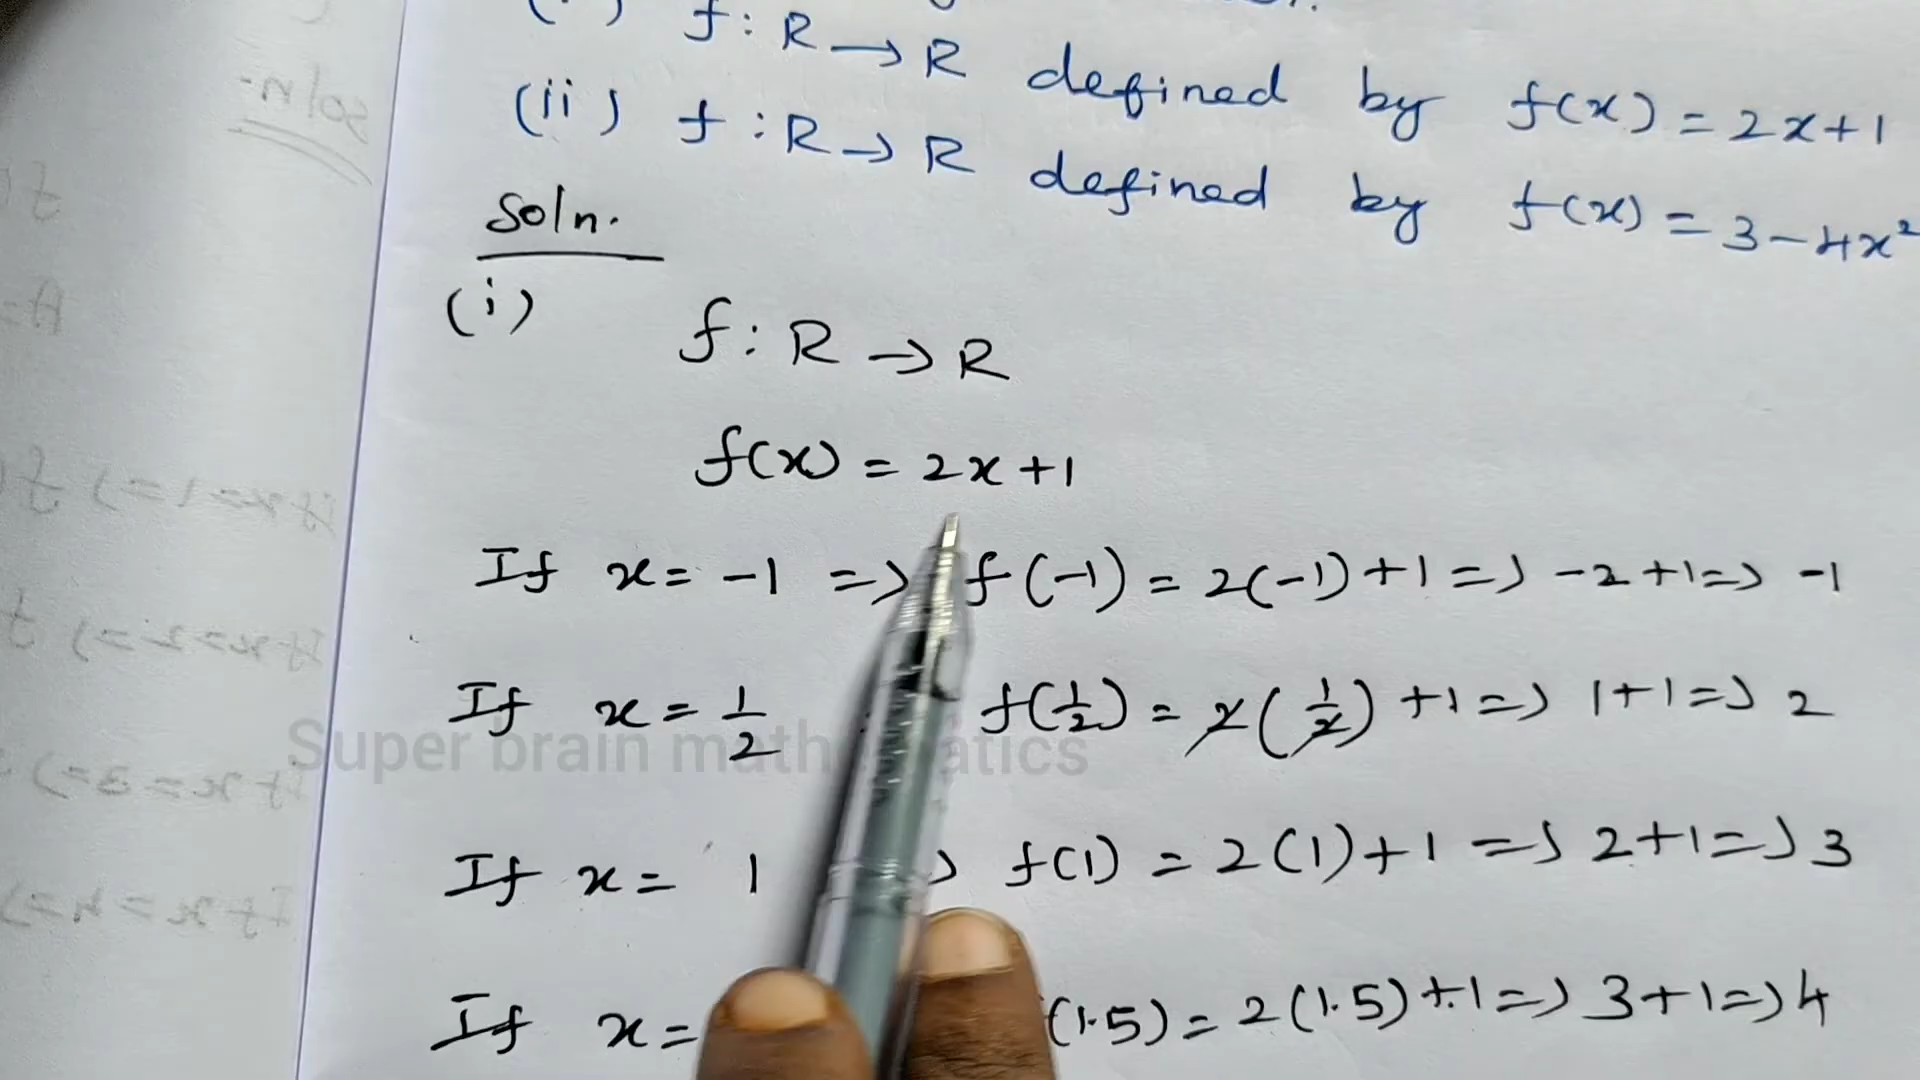 f : R → R defined by f(x) = 2x+1
(ii) f : R → R defined by f(x) = 3-4x²
Soln.
(i)
f : R → R
f(x) = 2x+1
If x = -1 => f(-1) = 2(-1)+1 => -2+1 => -1
If x = 1/2 f(1/2) = 2(1/2)+1 => 1+1 => 2
Super brain mathematics
If x = 1 => f(1) = 2(1)+1 => 2+1 => 3
If x = (1.5) = 2(1.5)+1 => 3+1 => 4